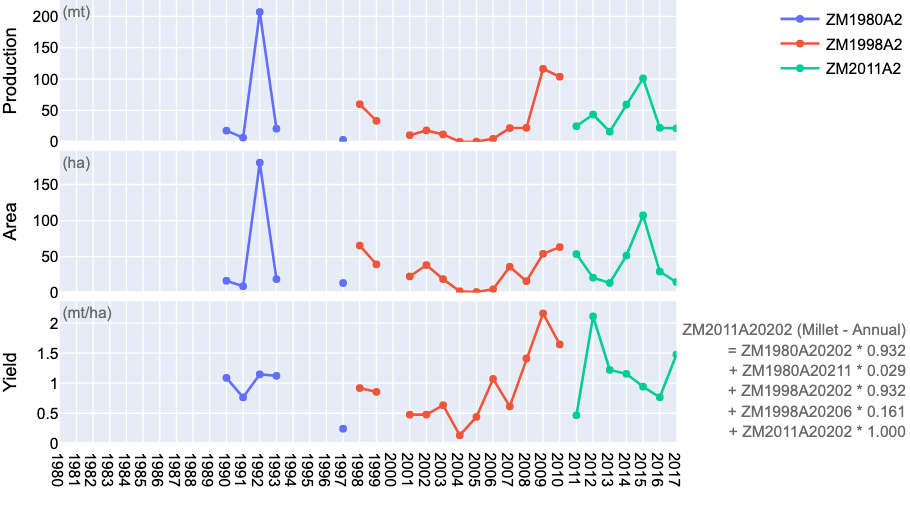 (mt)
Production
200
150
100
50
0
ZM1980A2
ZM1998A2
ZM2011A2
(ha)
Area
150
100
50
0
(mt/ha)
Yield
2
1.5
1
0.5
0
ZM2011A20202 (Millet - Annual)
= ZM1980A20202 * 0.932
+ ZM1980A20211 * 0.029
+ ZM1998A20202 * 0.932
+ ZM1998A20206 * 0.161
+ ZM2011A20202 * 1.000
1980 1981 1982 1983 1984 1985 1986 1987 1988 1989 1990 1991 1992 1993 1994 1995 1996 1997 1998 1999 2000 2001 2002 2003 2004 2005 2006 2007 2008 2009 2010 2011 2012 2013 2014 2015 2016 2017